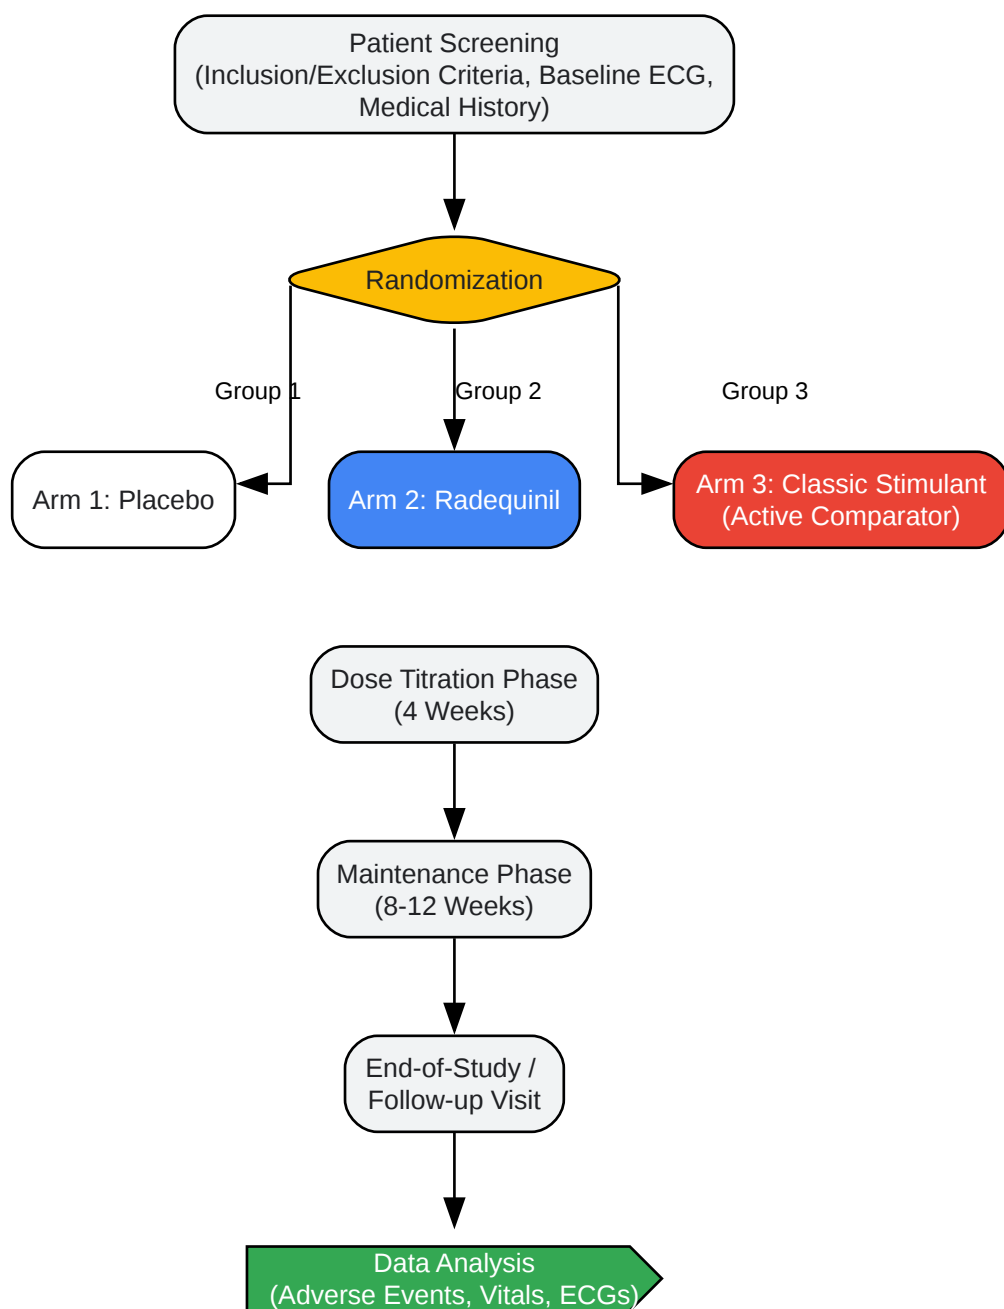 Patient Screening
(Inclusion/Exclusion Criteria, Baseline ECG,
Medical History)
Randomization
Group 1
Group 2
Group 3
Arm 1: Placebo
Arm 2: Radequinil
Arm 3: Classic Stimulant
(Active Comparator)
Dose Titration Phase
(4 Weeks)
Maintenance Phase
(8-12 Weeks)
End-of-Study /
Follow-up Visit
Data Analysis
(Adverse Events, Vitals, ECGs)